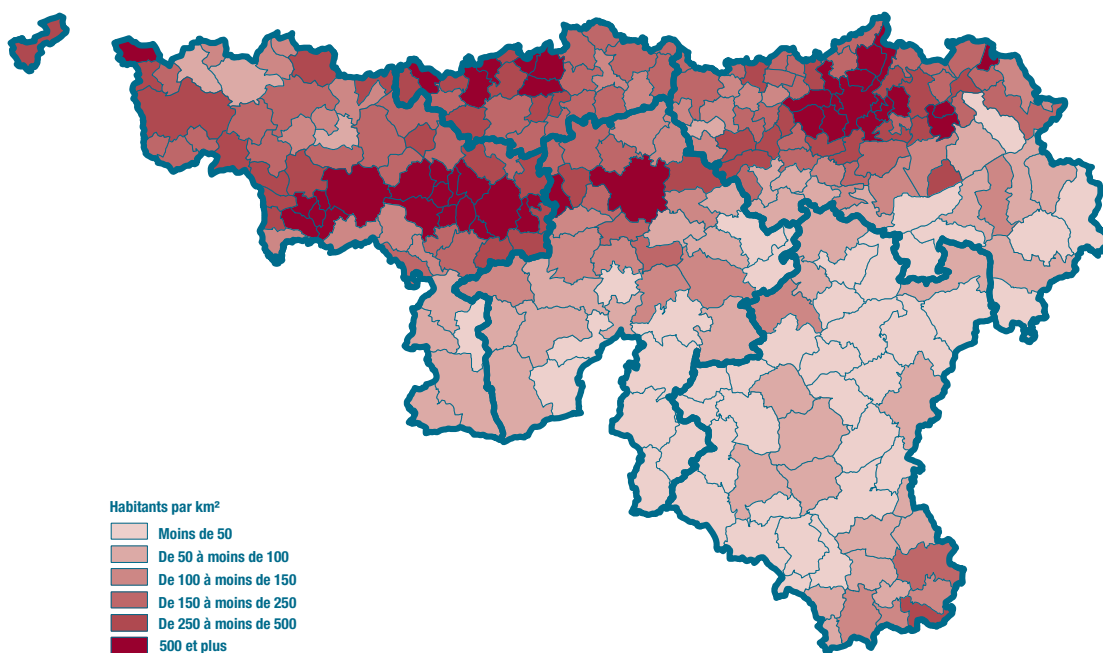 Habitants par km²
Moins de 50
De 50 à moins de 100
De 100 à moins de 150
De 150 à moins de 250
De 250 à moins de 500
500 et plus